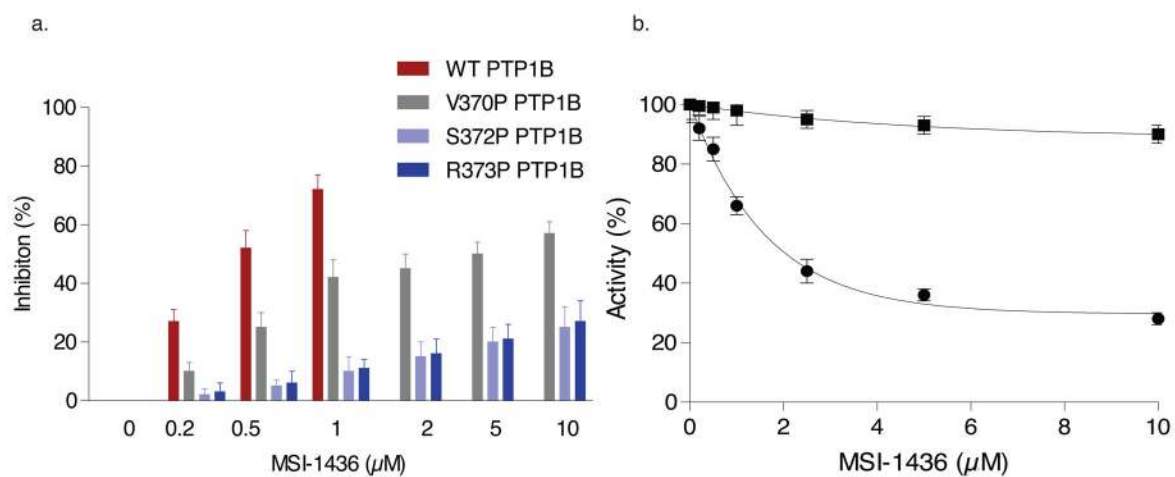 a.
WT PTP1B
V370P PTP1B
S372P PTP1B
R373P PTP1B
100
80
60
40
20
0
Inhibiton (%)
0 0.2 0.5 1 2 5 10
MSI-1436 (µM)
b.
100
80
60
40
20
0
Activity (%)
0 2 4 6 8 10
MSI-1436 (µM)